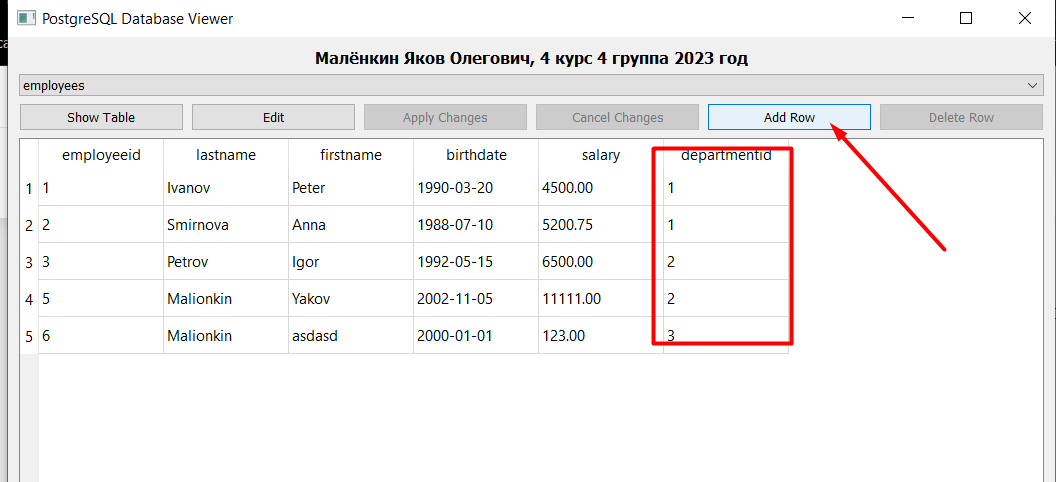 PostgreSQL Database Viewer
Малёнкин Яков Олегович, 4 курс 4 группа 2023 год
employees
Show Table Edit Apply Changes Cancel Changes Add Row Delete Row
employeeid lastname firstname birthdate salary departmentid
1 1 Ivanov Peter 1990-03-20 4500.00 1
2 2 Smirnova Anna 1988-07-10 5200.75 1
3 3 Petrov Igor 1992-05-15 6500.00 2
4 5 Malionkin Yakov 2002-11-05 11111.00 2
5 6 Malionkin asdasd 2000-01-01 123.00 3